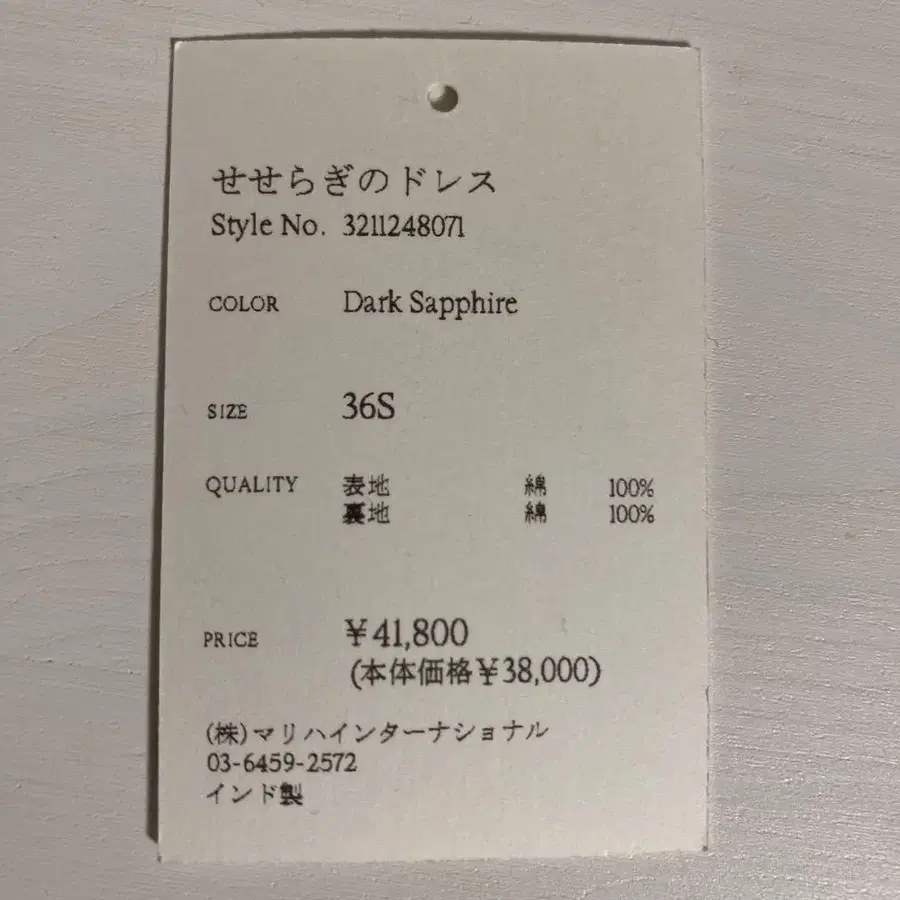 せせらぎのドレス
Style No. 3211248071
COLOR Dark Sapphire
SIZE 36S
QUALITY 表地 綿 100%
裏地 綿 100%
PRICE ¥41,800
(本体価格¥38,000)
(株)マリハインターナショナル
03-6459-2572
インド製